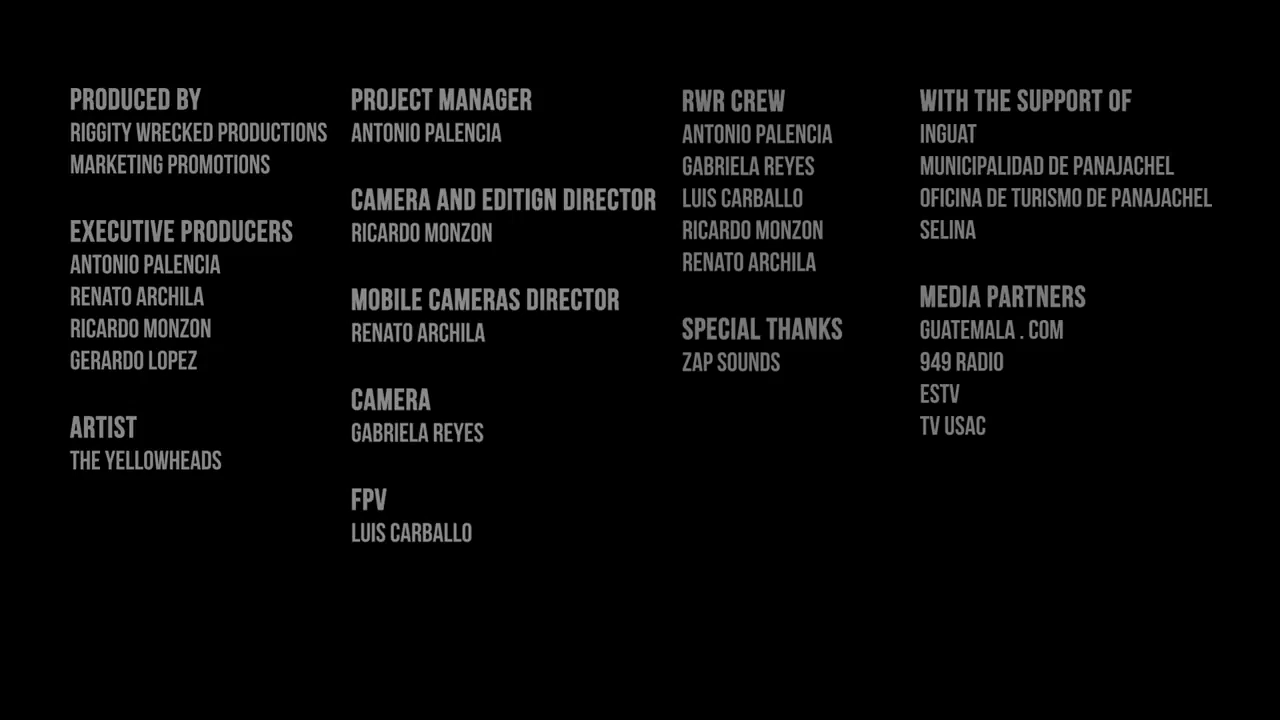 PRODUCED BY
RIGGITY WRECKED PRODUCTIONS
MARKETING PROMOTIONS
EXECUTIVE PRODUCERS
ANTONIO PALENCIA
RENATO ARCHILA
RICARDO MONZON
GERARDO LOPEZ
ARTIST
THE YELLOWHEADS
PROJECT MANAGER
ANTONIO PALENCIA
CAMERA AND EDITIGN DIRECTOR
RICARDO MONZON
MOBILE CAMERAS DIRECTOR
RENATO ARCHILA
CAMERA
GABRIELA REYES
FPV
LUIS CARBALLO
RWR CREW
ANTONIO PALENCIA
GABRIELA REYES
LUIS CARBALLO
RICARDO MONZON
RENATO ARCHILA
SPECIAL THANKS
ZAP SOUNDS
WITH THE SUPPORT OF
INGUAT
MUNICIPALIDAD DE PANAJACHEL
OFICINA DE TURISMO DE PANAJACHEL
SELINA
MEDIA PARTNERS
GUATEMALA . COM
949 RADIO
ESTV
TV USAC